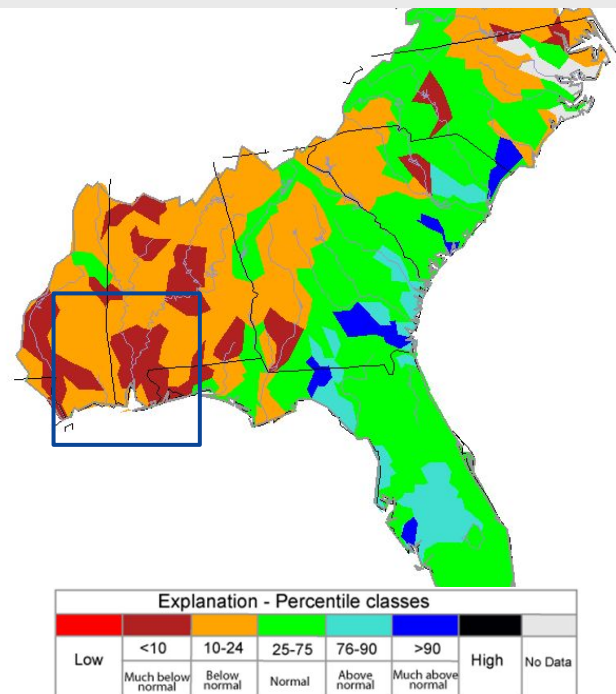 Explanation - Percentile classes
Low <10 10-24 25-75 76-90 >90 High No Data
Much below normal Below normal Normal Above normal Much above normal